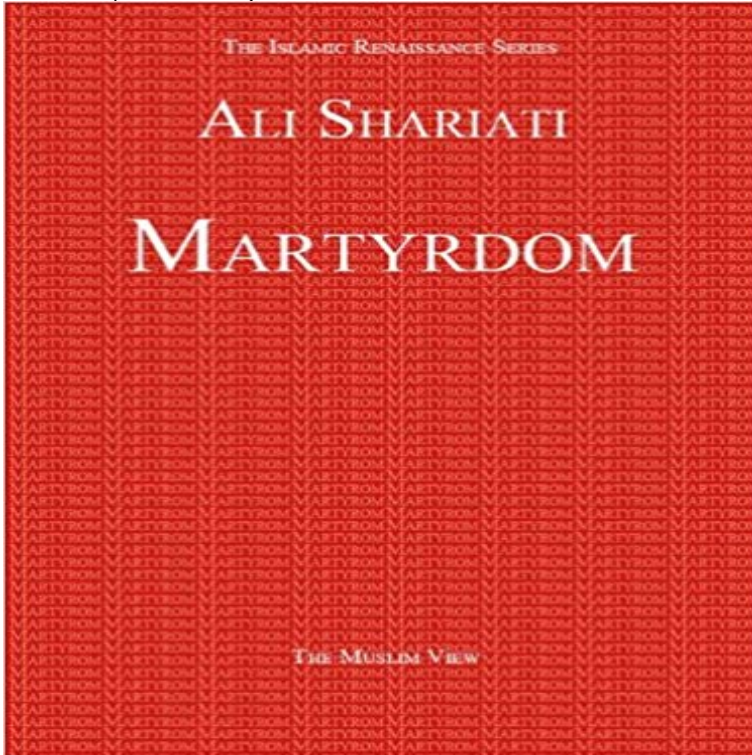 THE ISLAMIC RENAISSANCE SERIES
ALI SHARIATI
MARTYRDOM
THE MUSLIM VIEW